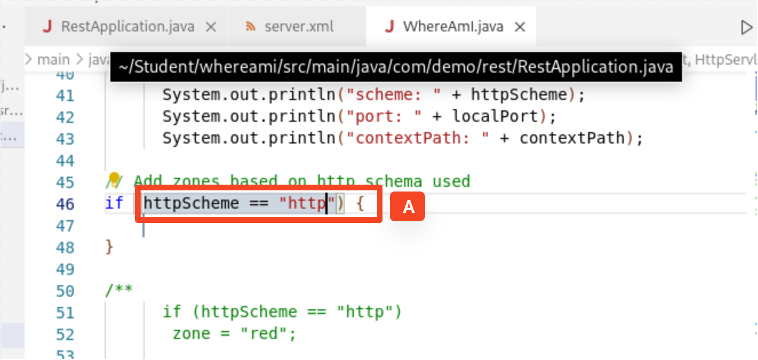 RestApplication.java
server.xml
WhereAmI.java
main
java
~/Student/whereami/src/main/java/com/demo/rest/RestApplication.java
t, HttpServl
40
41 System.out.println("scheme: " + httpScheme);
42 System.out.println("port: " + localPort);
43 System.out.println("contextPath: " + contextPath);
44
45 // Add zones based on http schema used
46 if (httpScheme == "http") {
A
47
48 }
49
50 /**
51 if (httpScheme == "http")
52 zone = "red";
53